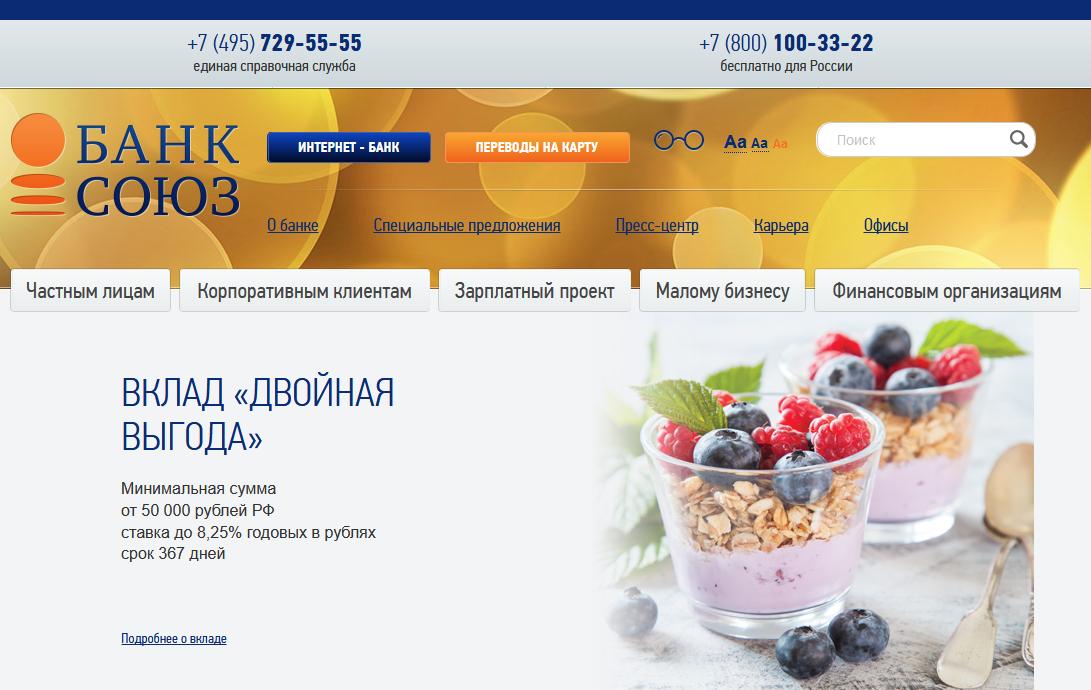 +7 (495) 729-55-55
единая справочная служба
+7 (800) 100-33-22
бесплатно для России
БАНК
СОЮЗ
ИНТЕРНЕТ - БАНК
ПЕРЕВОДЫ НА КАРТУ
Aa Aa Aa
Поиск
О банке
Специальные предложения
Пресс-центр
Карьера
Офисы
Частным лицам
Корпоративным клиентам
Зарплатный проект
Малому бизнесу
Финансовым организациям
ВКЛАД «ДВОЙНАЯ
ВЫГОДА»
Минимальная сумма
от 50 000 рублей РФ
ставка до 8,25% годовых в рублях
срок 367 дней
Подробнее о вкладе